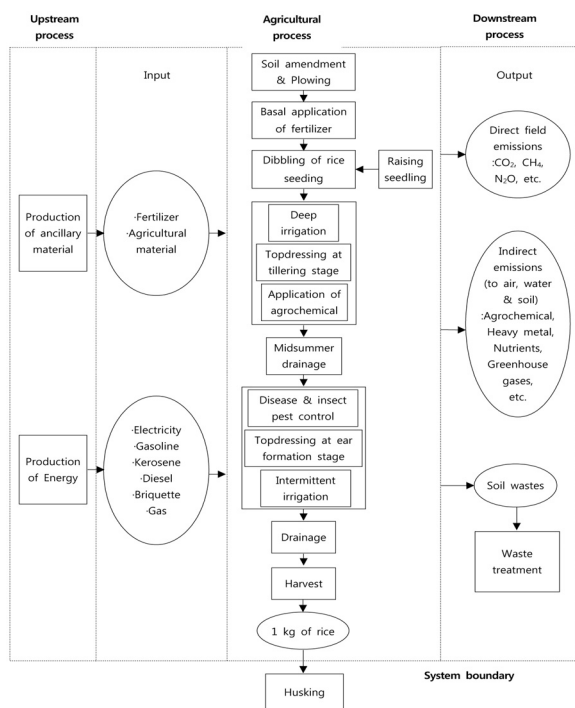 Upstream
process
Agricultural
process
Downstream
process
Input
Output
Soil amendment
& Plowing
Basal application
of fertilizer
Dibbling of rice
seeding
Raising
seedling
Deep
irrigation
Topdressing at
tillering stage
Application of
agrochemical
Midsummer
drainage
Disease & insect
pest control
Topdressing at ear
formation stage
Intermittent
irrigation
Drainage
Harvest
1 kg of rice
Husking
Production
of ancillary
material
·Fertilizer
·Agricultural
material
Production
of Energy
·Electricity
·Gasoline
·Kerosene
·Diesel
·Briquette
·Gas
Direct field
emissions
:CO₂, CH₄,
N₂O, etc.
Indirect
emissions
(to air, water
& soil)
:Agrochemical,
Heavy metal,
Nutrients,
Greenhouse
gases,
etc.
Soil wastes
Waste
treatment
System boundary